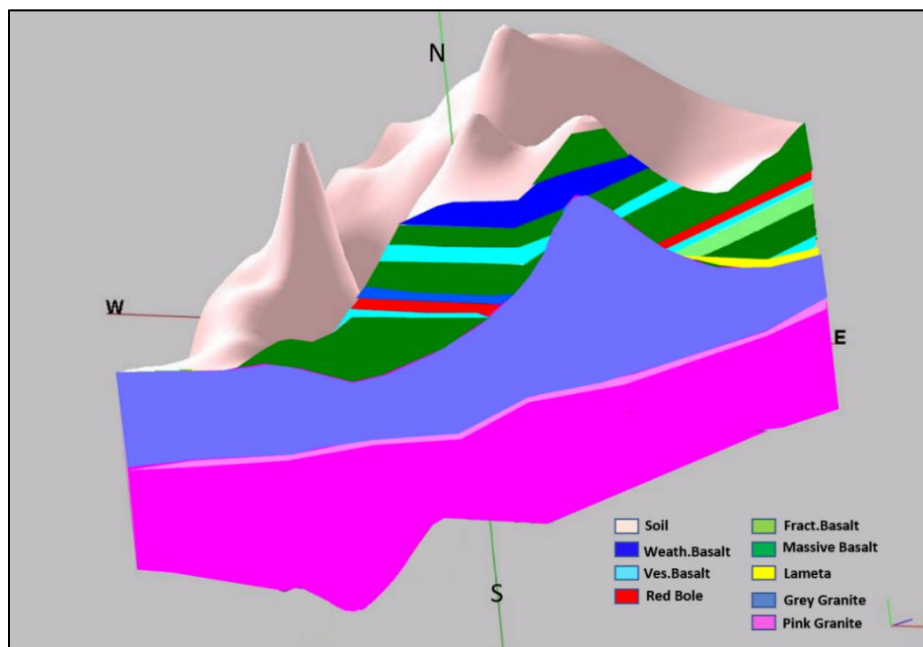 N
W
E
S
Soil
Weath.Basalt
Ves.Basalt
Red Bole
Fract.Basalt
Massive Basalt
Lameta
Grey Granite
Pink Granite